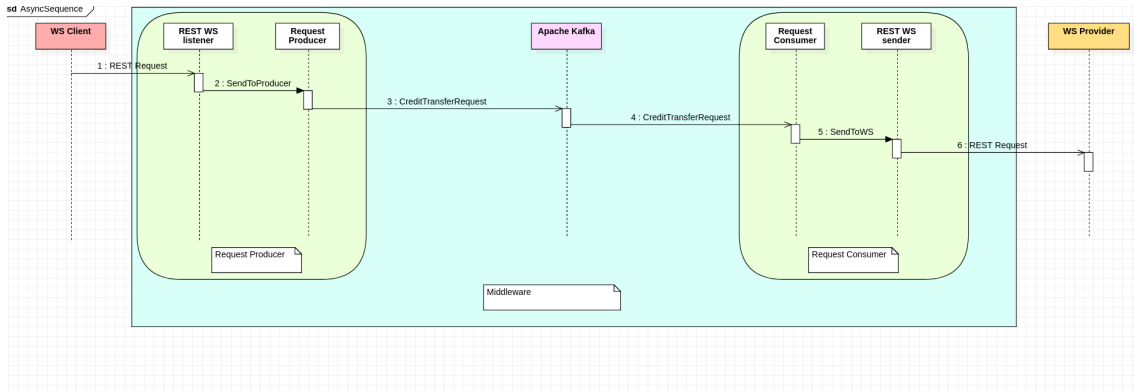 sd AsyncSequence
WS Client
REST WS
listener
Request
Producer
Apache Kafka
Request
Consumer
REST WS
sender
WS Provider
1 : REST Request
2 : SendToProducer
3 : CreditTransferRequest
4 : CreditTransferRequest
5 : SendToWS
6 : REST Request
Request Producer
Request Consumer
Middleware